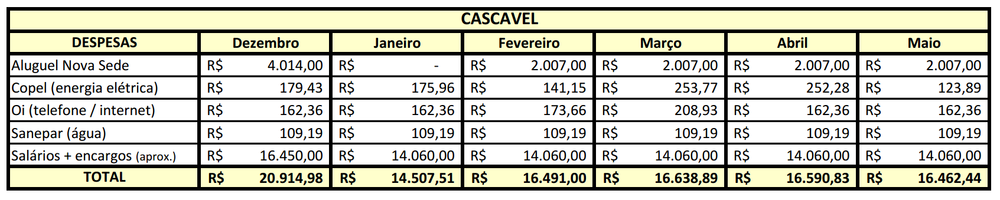 CASCAVEL
DESPESAS Dezembro Janeiro Fevereiro Março Abril Maio
Aluguel Nova Sede R$ 4.014,00 R$ - R$ 2.007,00 R$ 2.007,00 R$ 2.007,00 R$ 2.007,00
Copel (energia elétrica) R$ 179,43 R$ 175,96 R$ 141,15 R$ 253,77 R$ 252,28 R$ 123,89
Oi (telefone / internet) R$ 162,36 R$ 162,36 R$ 173,66 R$ 208,93 R$ 162,36 R$ 162,36
Sanepar (água) R$ 109,19 R$ 109,19 R$ 109,19 R$ 109,19 R$ 109,19 R$ 109,19
Salários + encargos (aprox.) R$ 16.450,00 R$ 14.060,00 R$ 14.060,00 R$ 14.060,00 R$ 14.060,00 R$ 14.060,00
TOTAL R$ 20.914,98 R$ 14.507,51 R$ 16.491,00 R$ 16.638,89 R$ 16.590,83 R$ 16.462,44